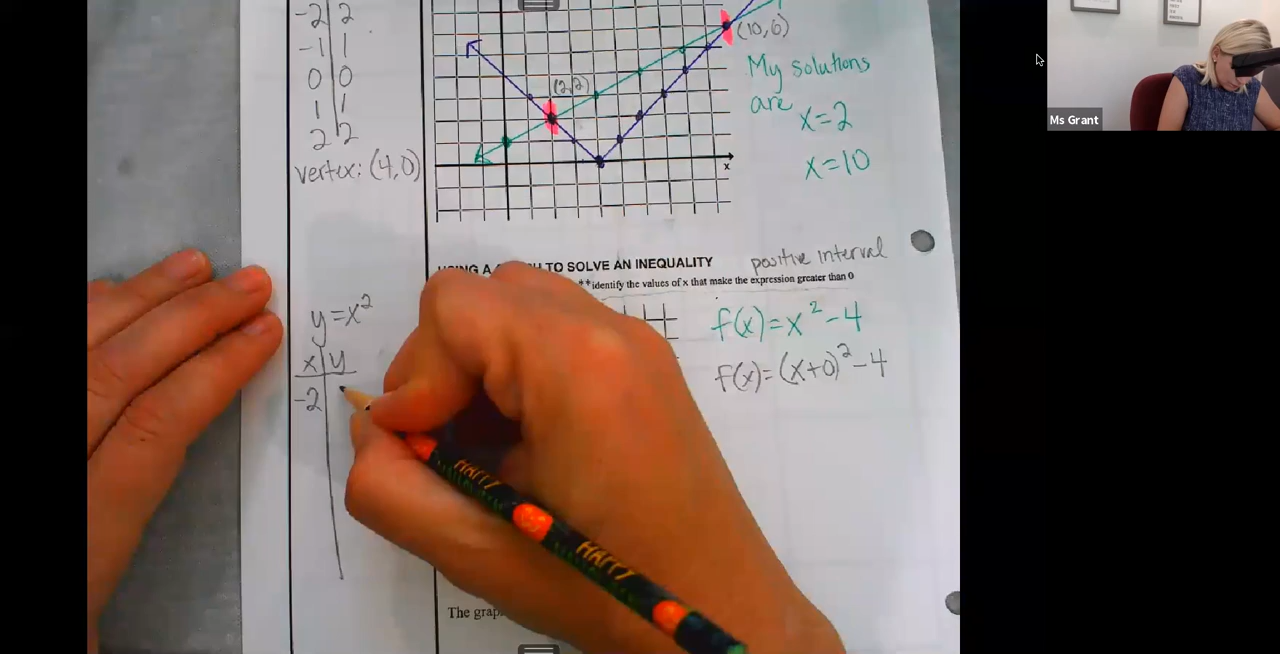 -2 2
-1 1
0 0
1 1
2 2
vertex: (4,0)
(2,2)
(10,6)
x
My solutions
are
x=2
x=10
Ms Grant
TO SOLVE AN INEQUALITY
positive interval
** identify the values of x that make the expression greater than 0
y=x²
x y
-2
f(x)=x²-4
f(x)=(x+0)²-4
HAPPY
HAPPY
The